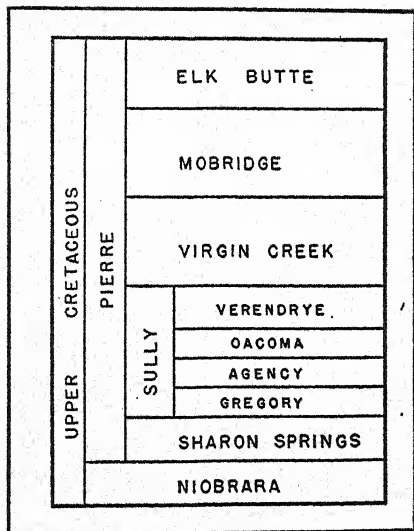 UPPER CRETACEOUS
PIERRE
ELK BUTTE
MOBRIDGE
VIRGIN CREEK
SULLY
VERENDRYE
OACOMA
AGENCY
GREGORY
SHARON SPRINGS
NIOBRARA